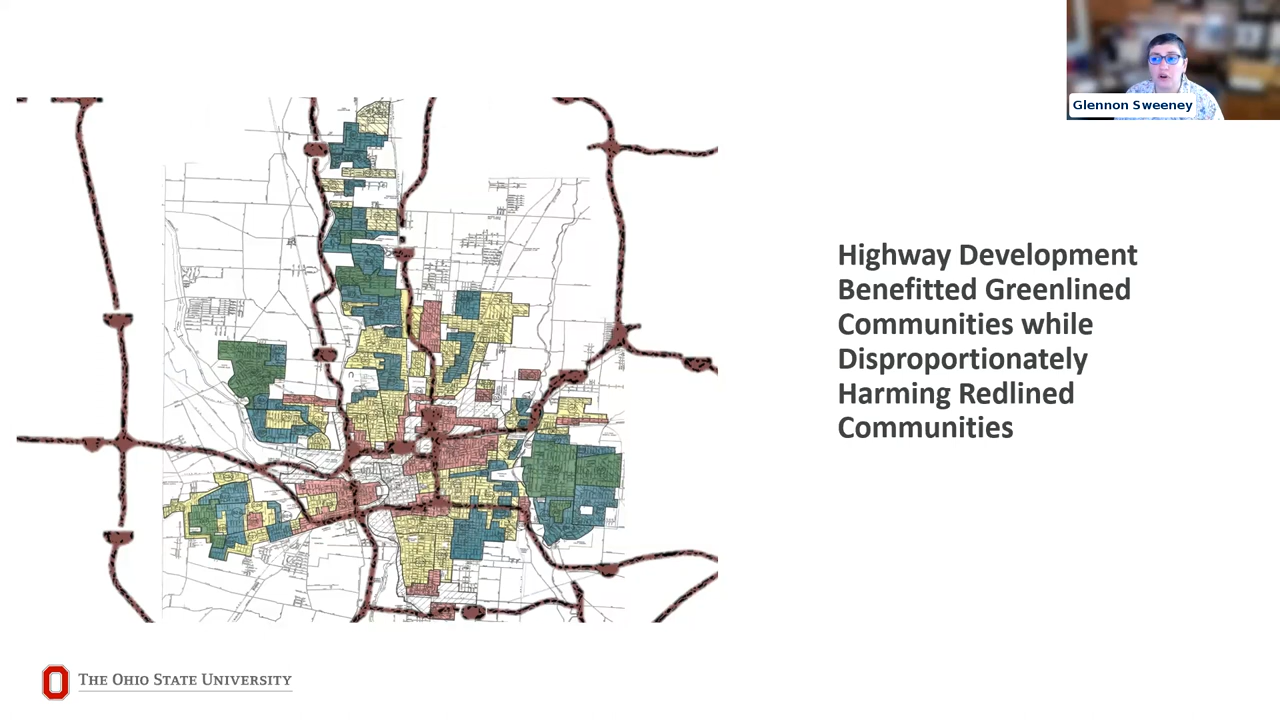 Glennon Sweeney
Highway Development
Benefitted Greenlined
Communities while
Disproportionately
Harming Redlined
Communities
THE OHIO STATE UNIVERSITY